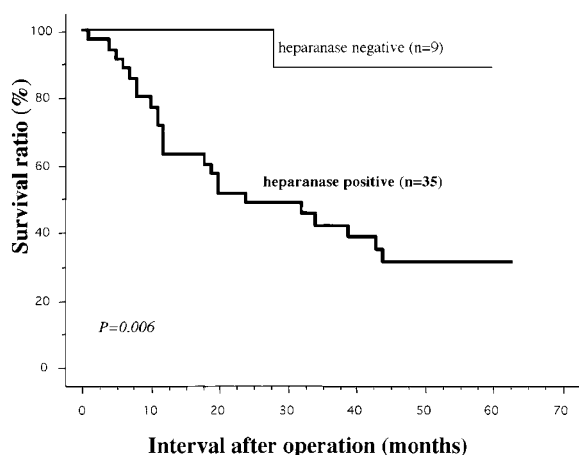 100
heparanase negative (n=9)
80
60
heparanase positive (n=35)
40
20
P=0.006
0
0 10 20 30 40 50 60 70
Survival ratio (%)
Interval after operation (months)